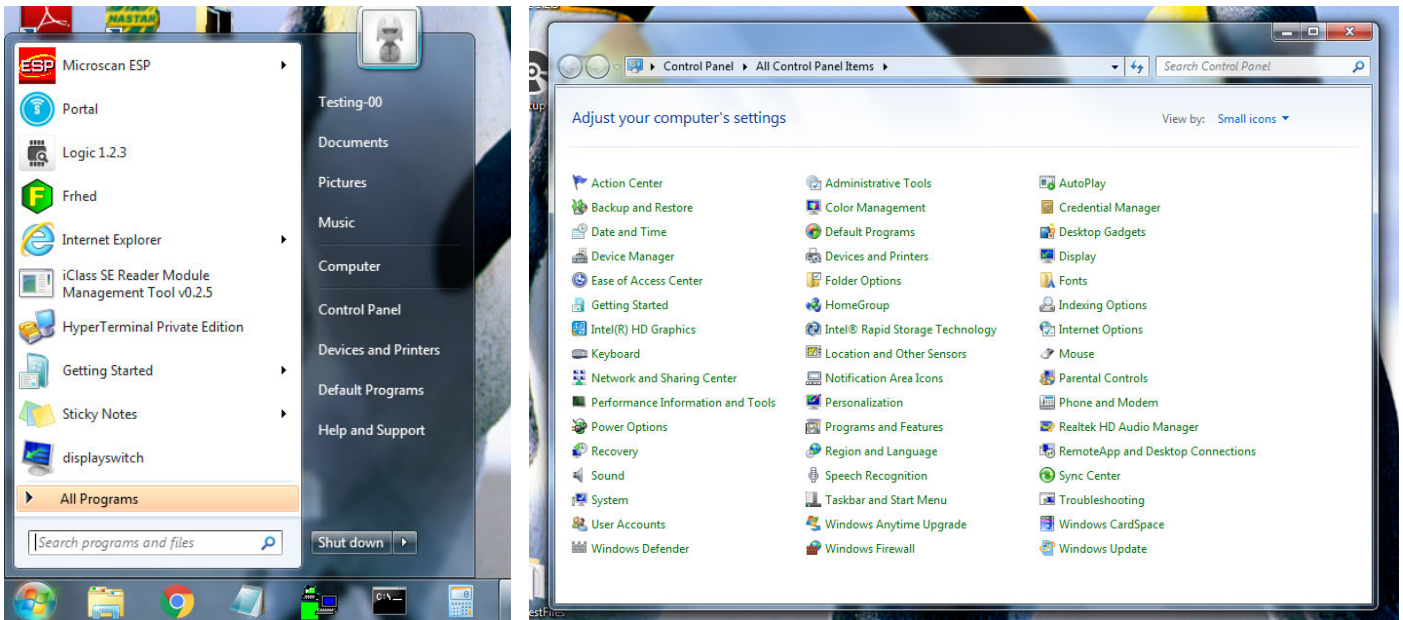 NASTAR
ESP
Microscan ESP
Portal
Logic 1.2.3
Frhed
Internet Explorer
iClass SE Reader Module
Management Tool v0.2.5
HyperTerminal Private Edition
Getting Started
Sticky Notes
displayswitch
All Programs
Search programs and files
Testing-00
Documents
Pictures
Music
Computer
Control Panel
Devices and Printers
Default Programs
Help and Support
Shut down
C:\_
Control Panel
All Control Panel Items
Search Control Panel
Adjust your computer's settings
View by: Small icons
Action Center
Administrative Tools
AutoPlay
Backup and Restore
Color Management
Credential Manager
Date and Time
Default Programs
Desktop Gadgets
Device Manager
Devices and Printers
Display
Ease of Access Center
Folder Options
Fonts
Getting Started
HomeGroup
Indexing Options
Intel(R) HD Graphics
Intel® Rapid Storage Technology
Internet Options
Keyboard
Location and Other Sensors
Mouse
Network and Sharing Center
Notification Area Icons
Parental Controls
Performance Information and Tools
Personalization
Phone and Modem
Power Options
Programs and Features
Realtek HD Audio Manager
Recovery
Region and Language
RemoteApp and Desktop Connections
Sound
Speech Recognition
Sync Center
System
Taskbar and Start Menu
Troubleshooting
User Accounts
Windows Anytime Upgrade
Windows CardSpace
Windows Defender
Windows Firewall
Windows Update